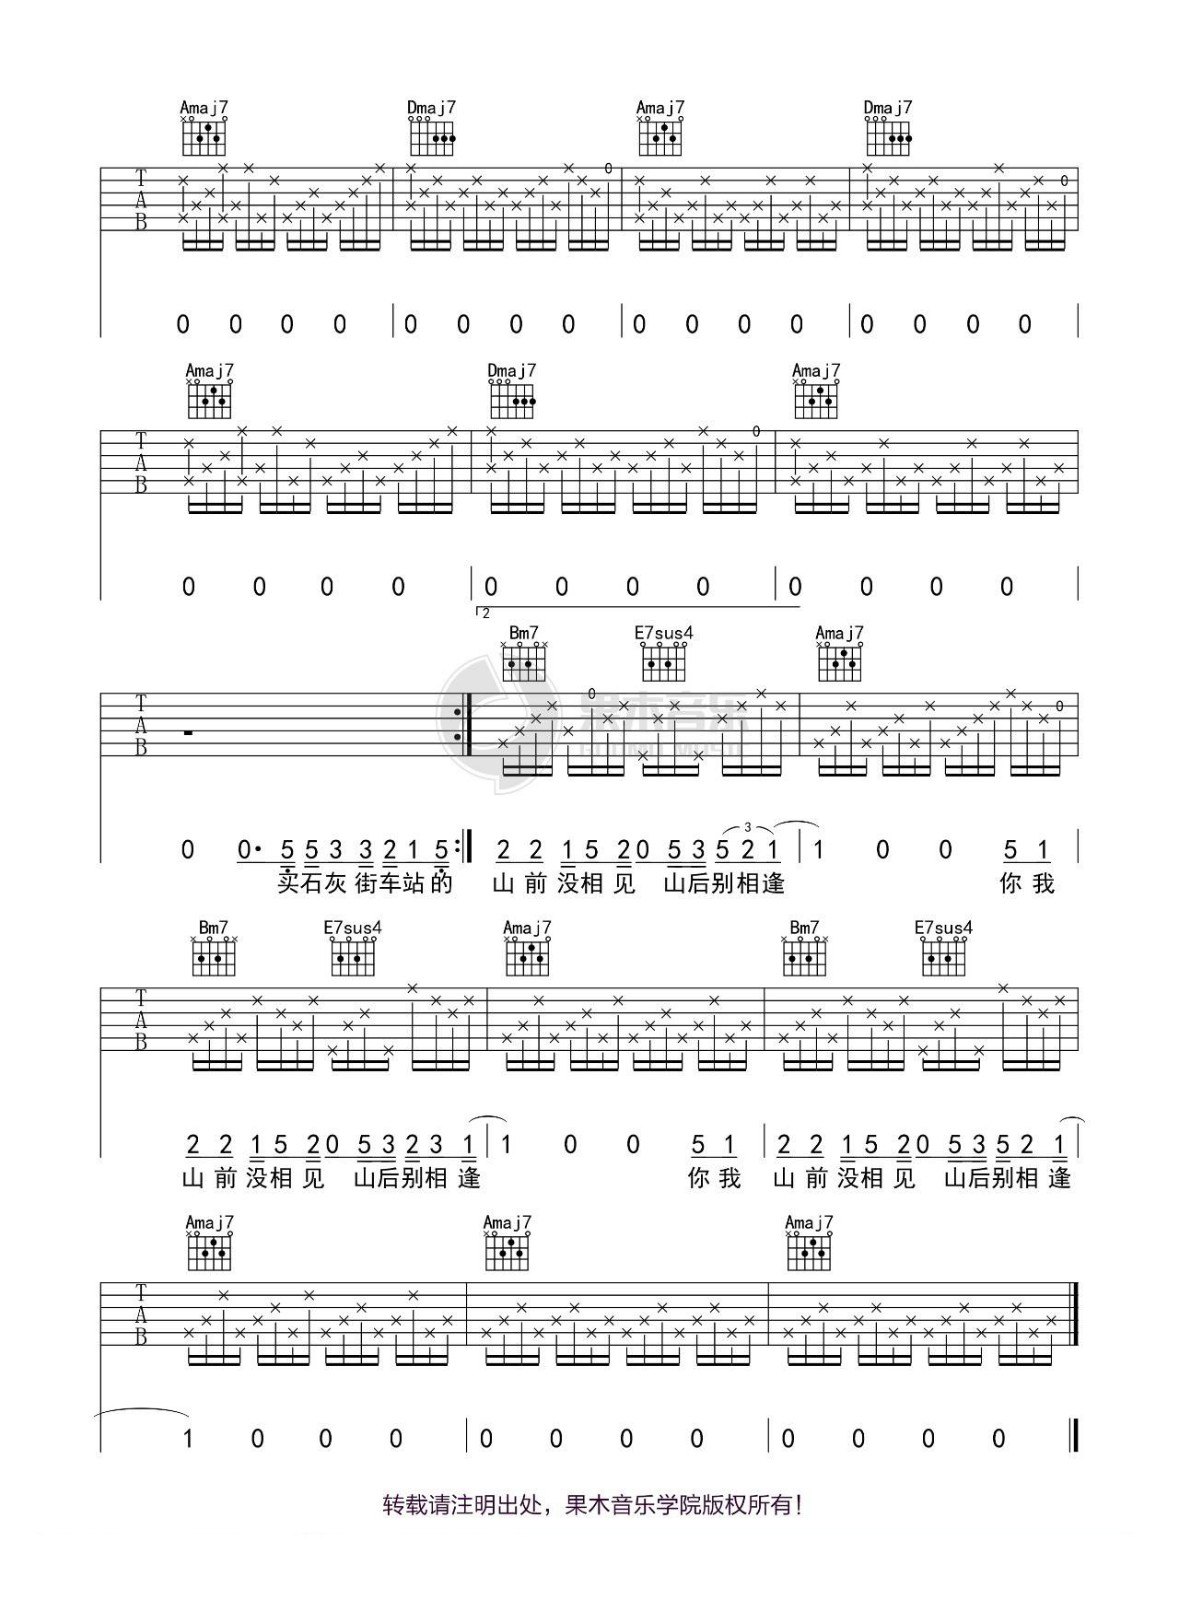 Amaj7 Dmaj7 Amaj7 Dmaj7
T
A
B
0 0 0 0 0 0 0 0 0 0 0 0 0 0 0 0
Amaj7 Dmaj7 Amaj7
T
A
B
0 0 0 0 0 0 0 0 0 0 0 0
2
Bm7 E7sus4 Amaj7
T
A
B
果木音乐
GUITMU MUSIC
3
0 0· 5 5 3 3 2 1 5 2 2 1 5 2 0 5 3 5 2 1 1 0 0 5 1
买石灰 街车站的 山前没相见 山后别相逢 你我
Bm7 E7sus4 Amaj7 Bm7 E7sus4
T
A
B
2 2 1 5 2 0 5 3 2 3 1 1 0 0 5 1 2 2 1 5 2 0 5 3 5 2 1
山前没相见 山后别相逢 你我 山前没相见 山后别相逢
Amaj7 Amaj7 Amaj7
T
A
B
1 0 0 0 0 0 0 0 0 0 0 0
转载请注明出处，果木音乐学院版权所有！